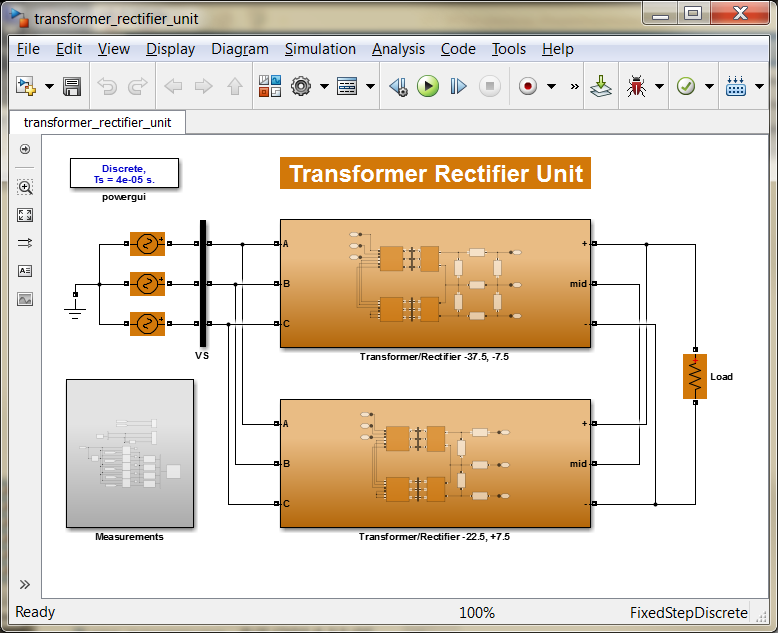 transformer_rectifier_unit
File Edit View Display Diagram Simulation Analysis Code Tools Help
»
transformer_rectifier_unit
Discrete,
Ts = 4e-05 s.
powergui
Transformer Rectifier Unit
A
B
C
+
mid
-
VS
Transformer/Rectifier -37.5, -7.5
Load
A
B
C
+
mid
-
Measurements
Transformer/Rectifier -22.5, +7.5
Ready 100% FixedStepDiscrete